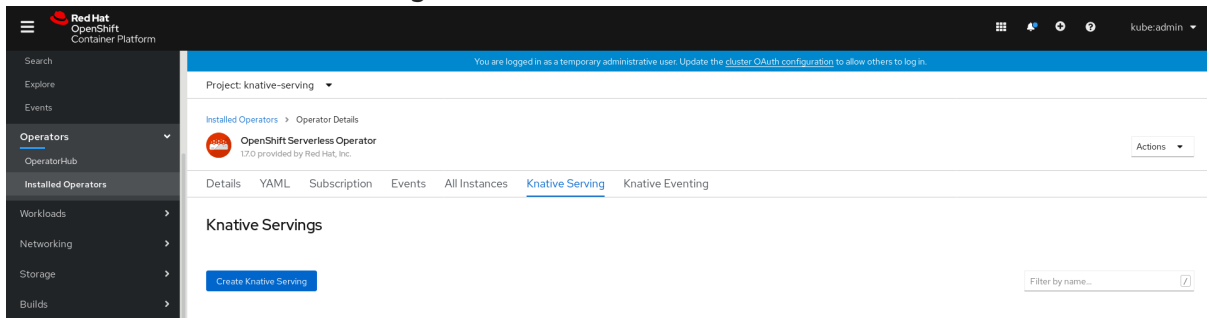 Red Hat
OpenShift
Container Platform
kube:admin
Search
Explore
Events
Operators
OperatorHub
Installed Operators
Workloads
Networking
Storage
Builds
You are logged in as a temporary administrative user. Update the cluster OAuth configuration to allow others to log in.
Project: knative-serving
Installed Operators > Operator Details
OpenShift Serverless Operator
1.7.0 provided by Red Hat, Inc.
Actions
Details YAML Subscription Events All Instances Knative Serving Knative Eventing
Knative Servings
Create Knative Serving
Filter by name... /